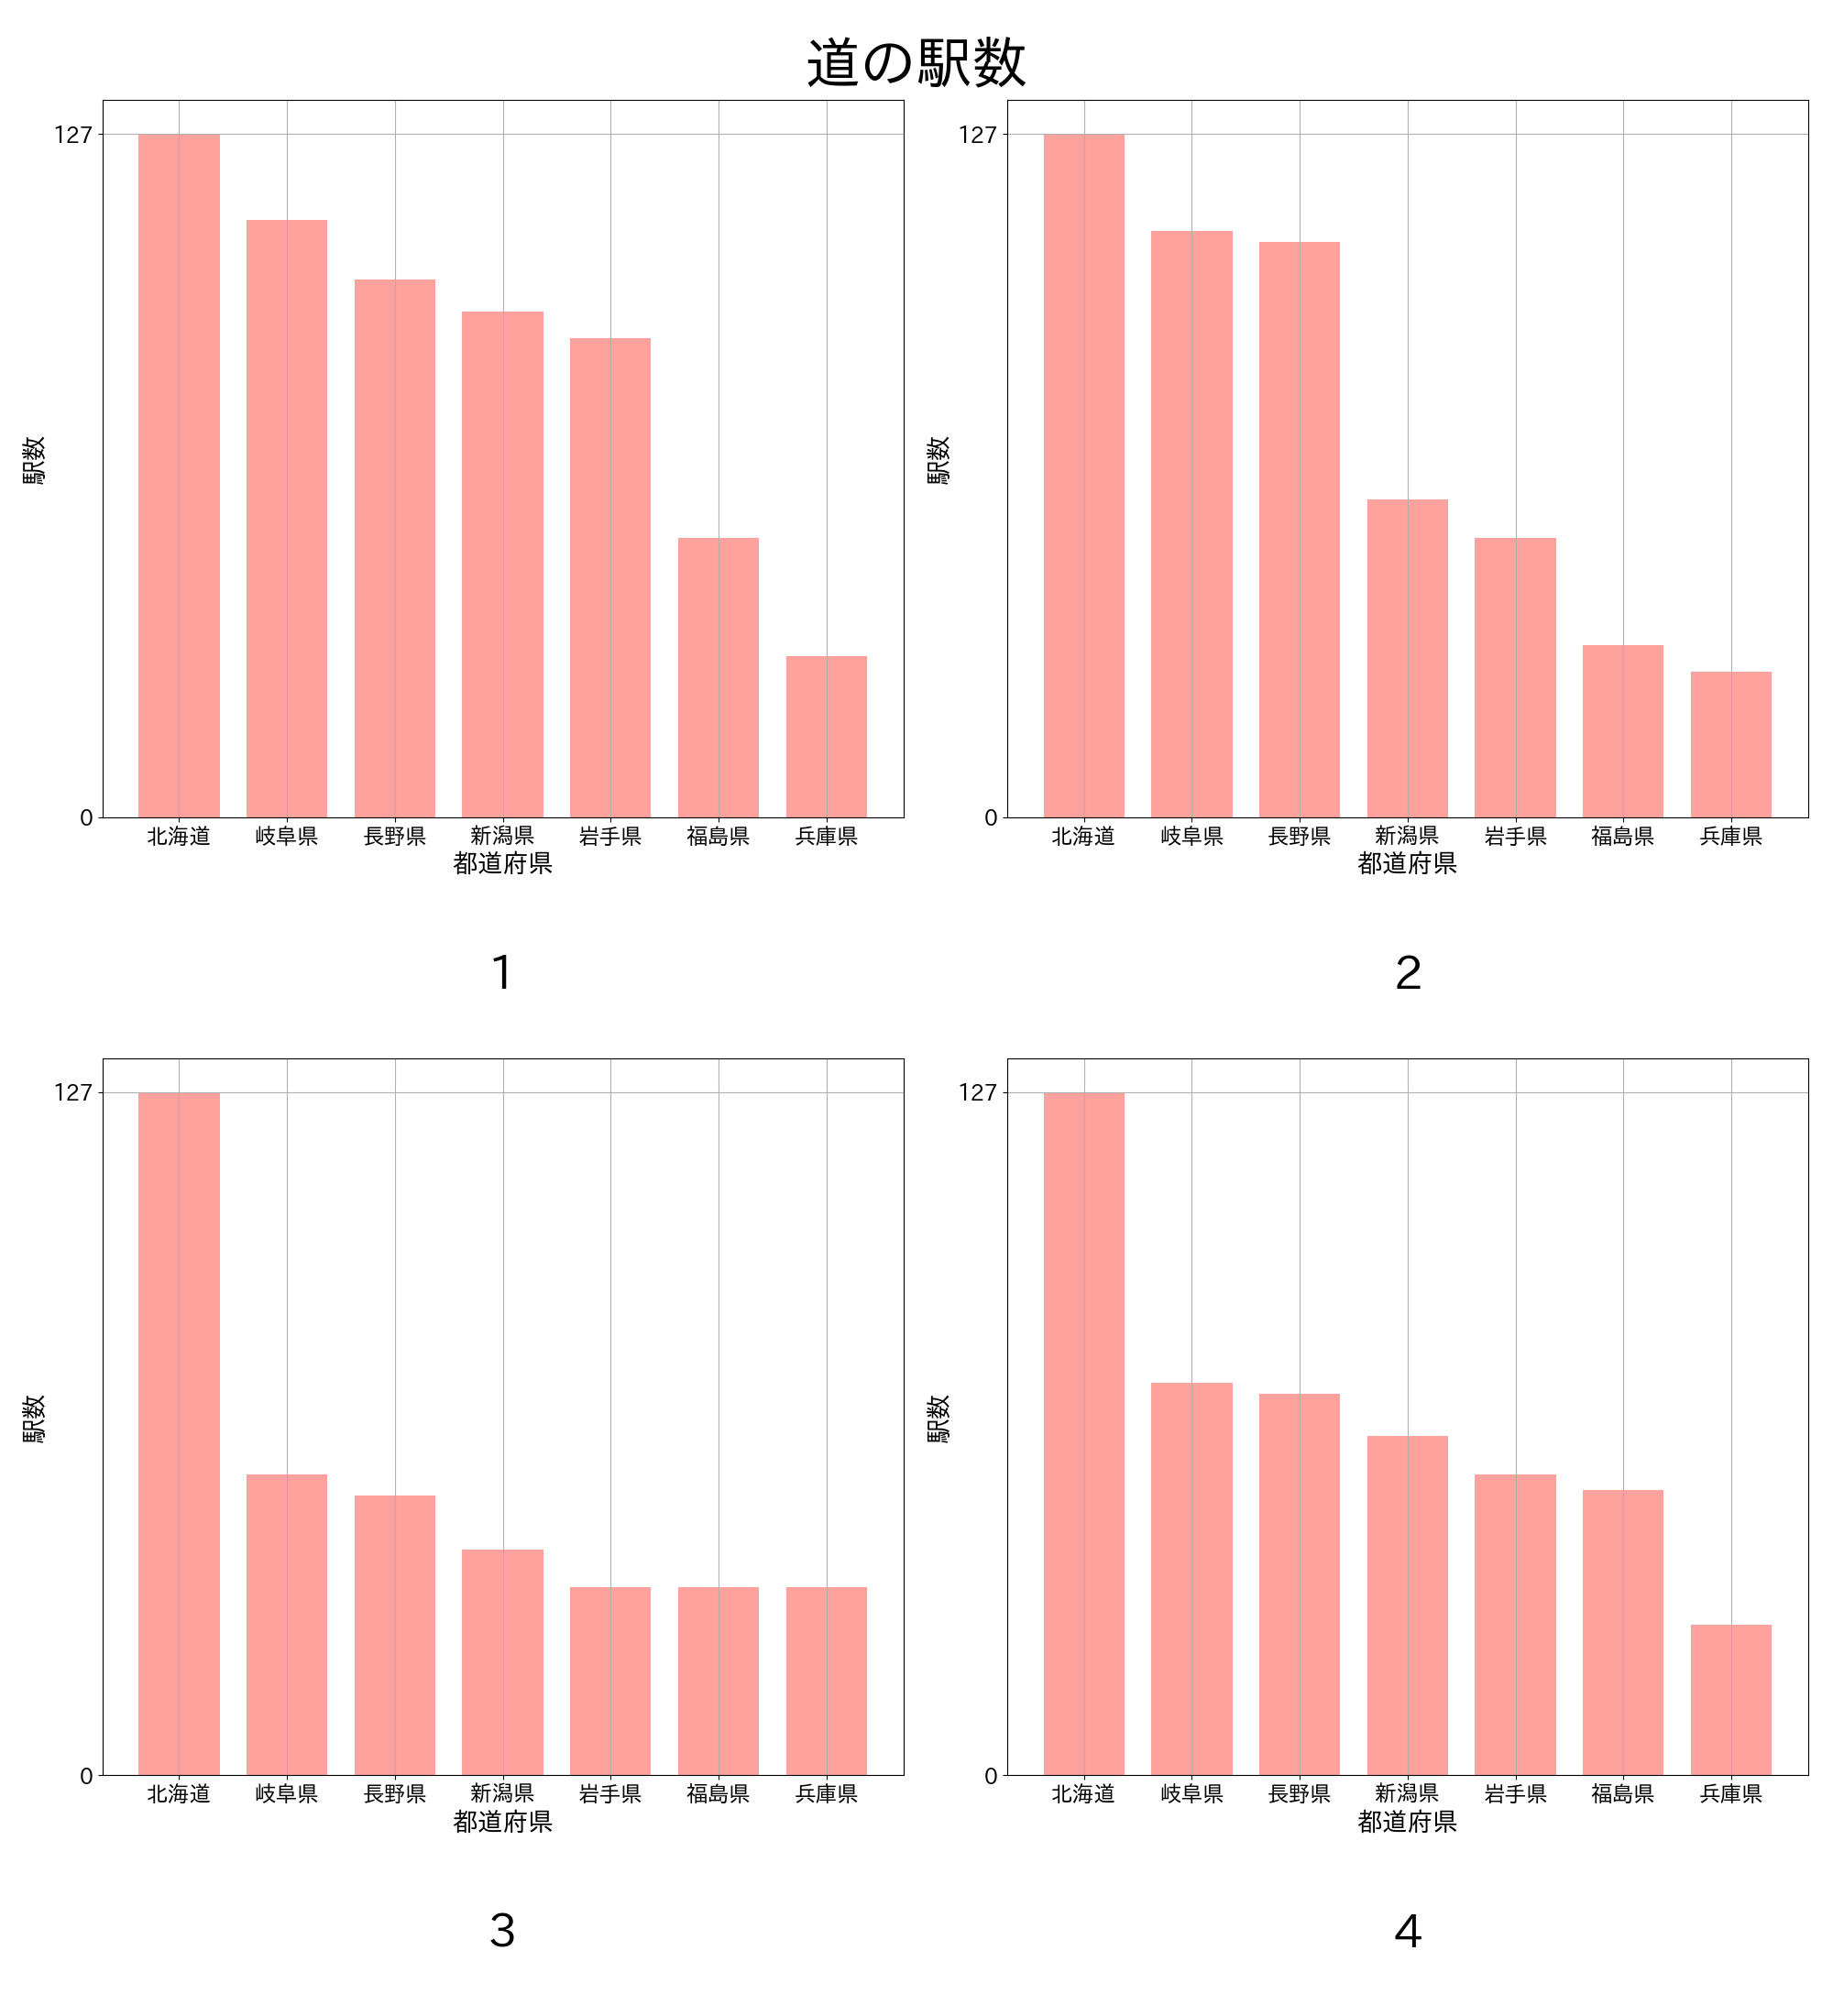 道の駅数
127
0
駅数
北海道 岐阜県 長野県 新潟県 岩手県 福島県 兵庫県
都道府県
1
127
0
駅数
北海道 岐阜県 長野県 新潟県 岩手県 福島県 兵庫県
都道府県
2
127
0
駅数
北海道 岐阜県 長野県 新潟県 岩手県 福島県 兵庫県
都道府県
3
127
0
駅数
北海道 岐阜県 長野県 新潟県 岩手県 福島県 兵庫県
都道府県
4